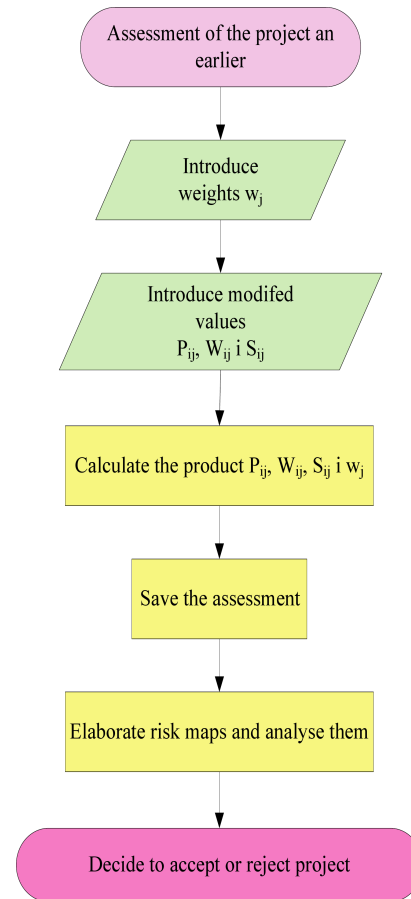 Assessment of the project an
earlier
Introduce
weights wj
Introduce modifed
values
Pij, Wij i Sij
Calculate the product Pij, Wij, Sij i wj
Save the assessment
Elaborate risk maps and analyse them
Decide to accept or reject project